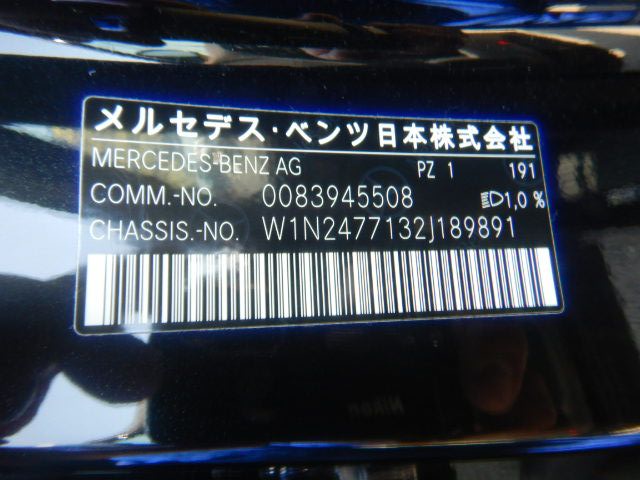 メルセデス・ベンツ日本株式会社
MERCEDES-BENZ AG PZ 1 191
COMM.-NO. 0083945508 1,0 %
CHASSIS.-NO. W1N2477132J189891
Nikon